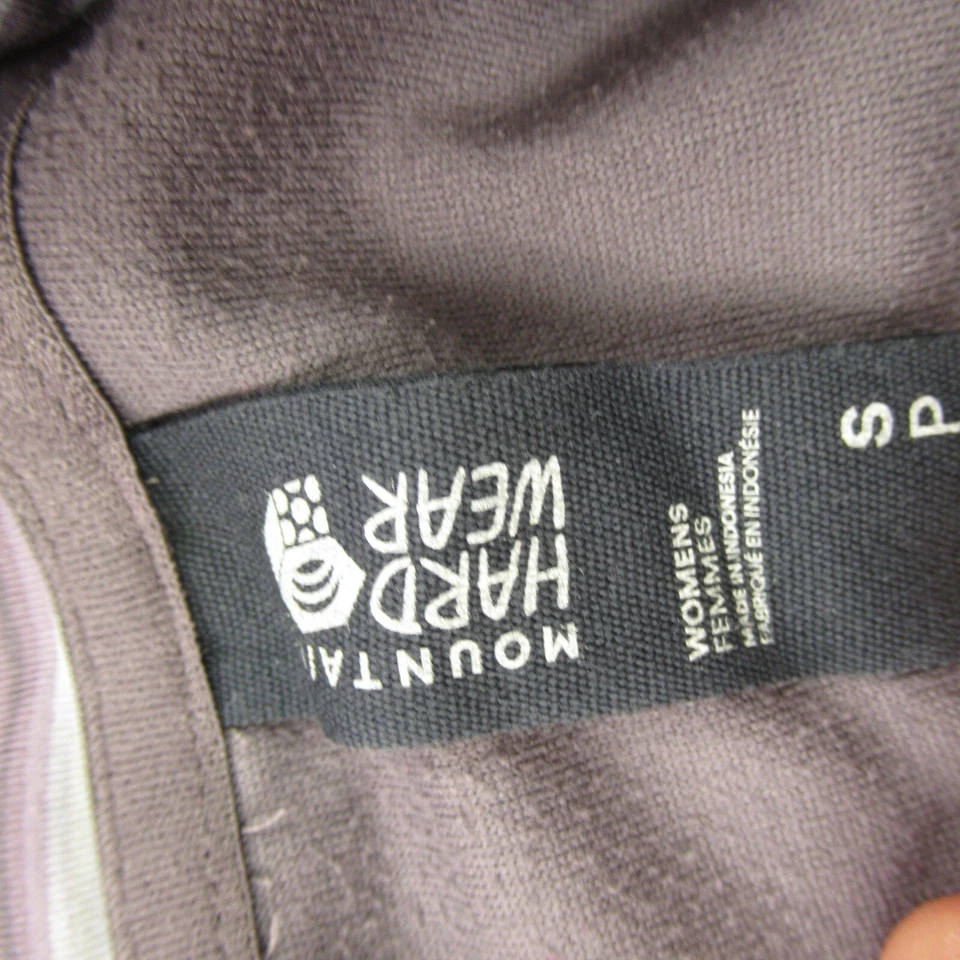 MOUNTAI
HARD
WEAR
WOMENS
FEMMES
MADE IN INDONESIA
FABRIQUÉ EN INDONÉSIE
S
P